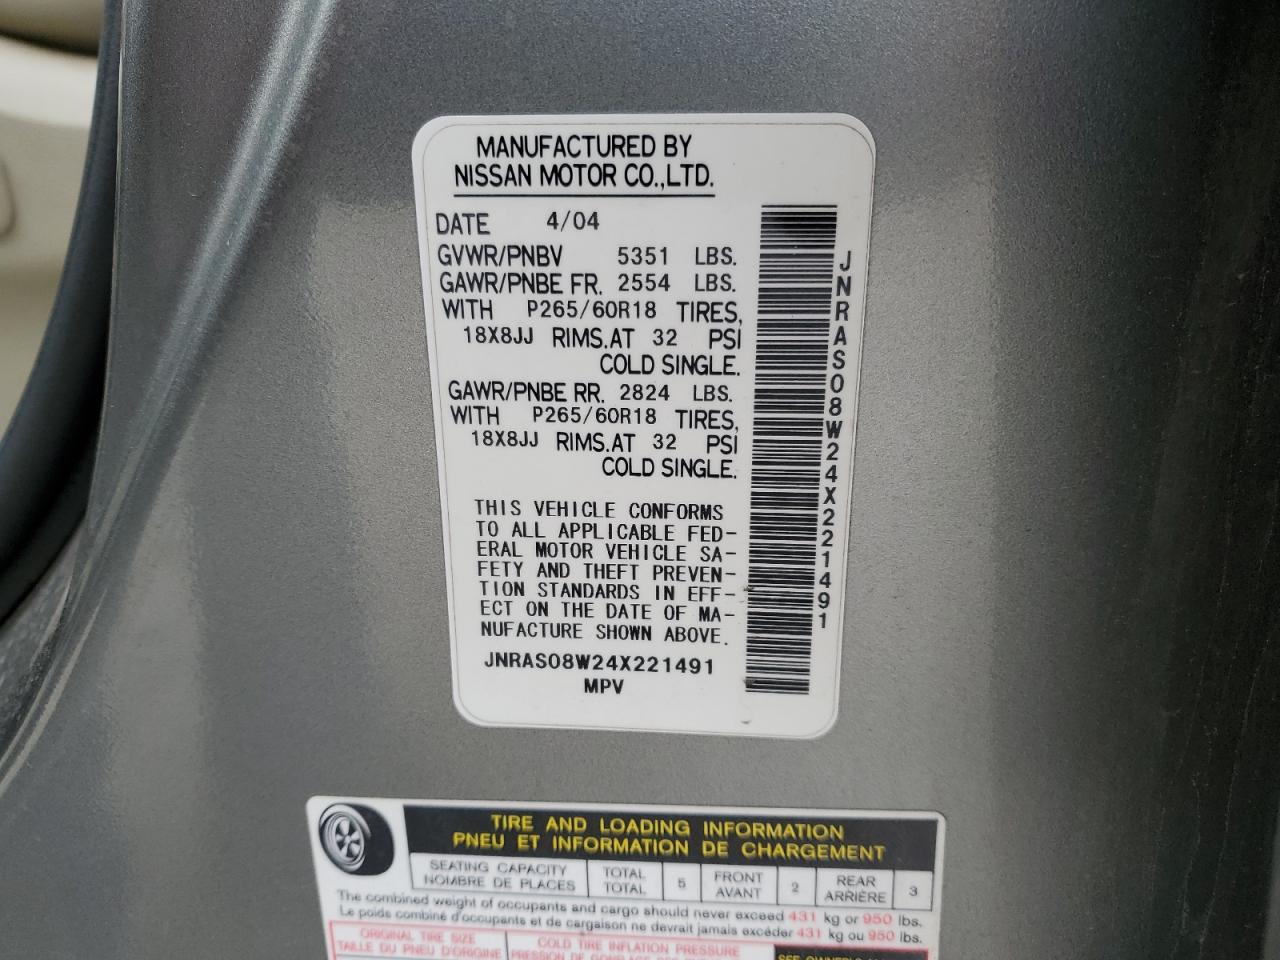 MANUFACTURED BY
NISSAN MOTOR CO.,LTD.
DATE 4/04
GVWR/PNBV 5351 LBS.
GAWR/PNBE FR. 2554 LBS.
WITH P265/60R18 TIRES,
18X8JJ RIMS.AT 32 PSI
COLD SINGLE.
GAWR/PNBE RR. 2824 LBS.
WITH P265/60R18 TIRES,
18X8JJ RIMS.AT 32 PSI
COLD SINGLE.
THIS VEHICLE CONFORMS
TO ALL APPLICABLE FED-
ERAL MOTOR VEHICLE SA-
FETY AND THEFT PREVEN-
TION STANDARDS IN EFF-
ECT ON THE DATE OF MA-
NUFACTURE SHOWN ABOVE.
JNRAS08W24X221491
MPV
JNRAS08W24X221491
TIRE AND LOADING INFORMATION
PNEU ET INFORMATION DE CHARGEMENT
SEATING CAPACITY TOTAL 5 FRONT 2 REAR 3
NOMBRE DE PLACES TOTAL AVANT ARRIÈRE
The combined weight of occupants and cargo should never exceed 431 kg or 950 lbs.
Le poids combiné d'occupants et de cargaison ne devrait jamais excéder 431 kg ou 950 lbs.
ORIGINAL TIRE SIZE COLD TIRE INFLATION PRESSURE
TAILLE DU PNEU D'ORIGINE